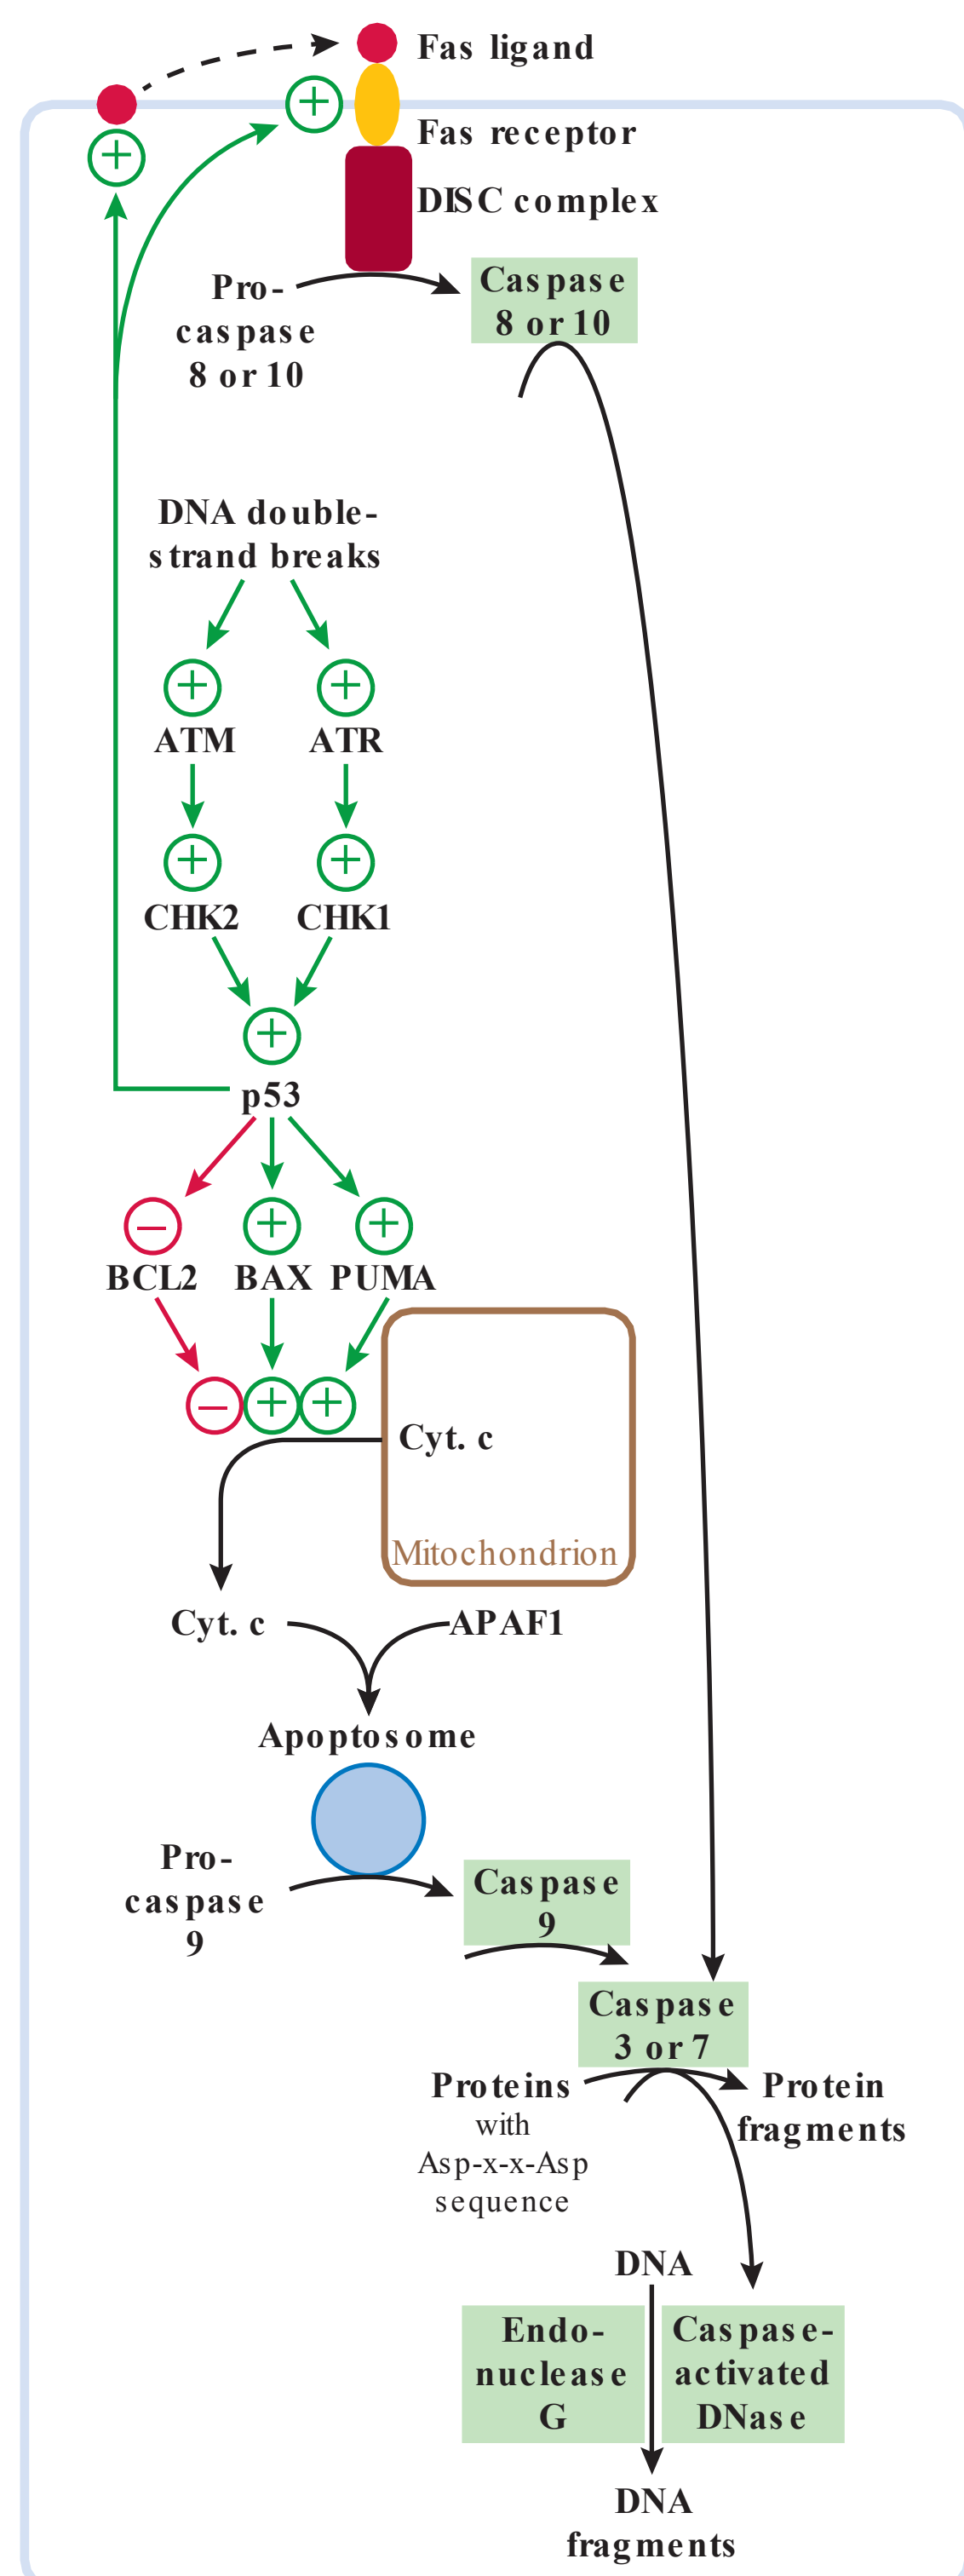 Fas ligand
Fas receptor
DISC complex
Pro-
caspase
8 or 10
Caspase
8 or 10
DNA double-
strand breaks
ATM
ATR
CHK2
CHK1
p53
BCL2
BAX
PUMA
Cyt. c
Mitochondrion
Cyt. c
APAF1
Apoptosome
Pro-
caspase
9
Caspase
9
Caspase
3 or 7
Proteins
with
Asp-x-x-Asp
sequence
Protein
fragments
DNA
Endo-
nuclease
G
Caspase-
activated
DNase
DNA
fragments